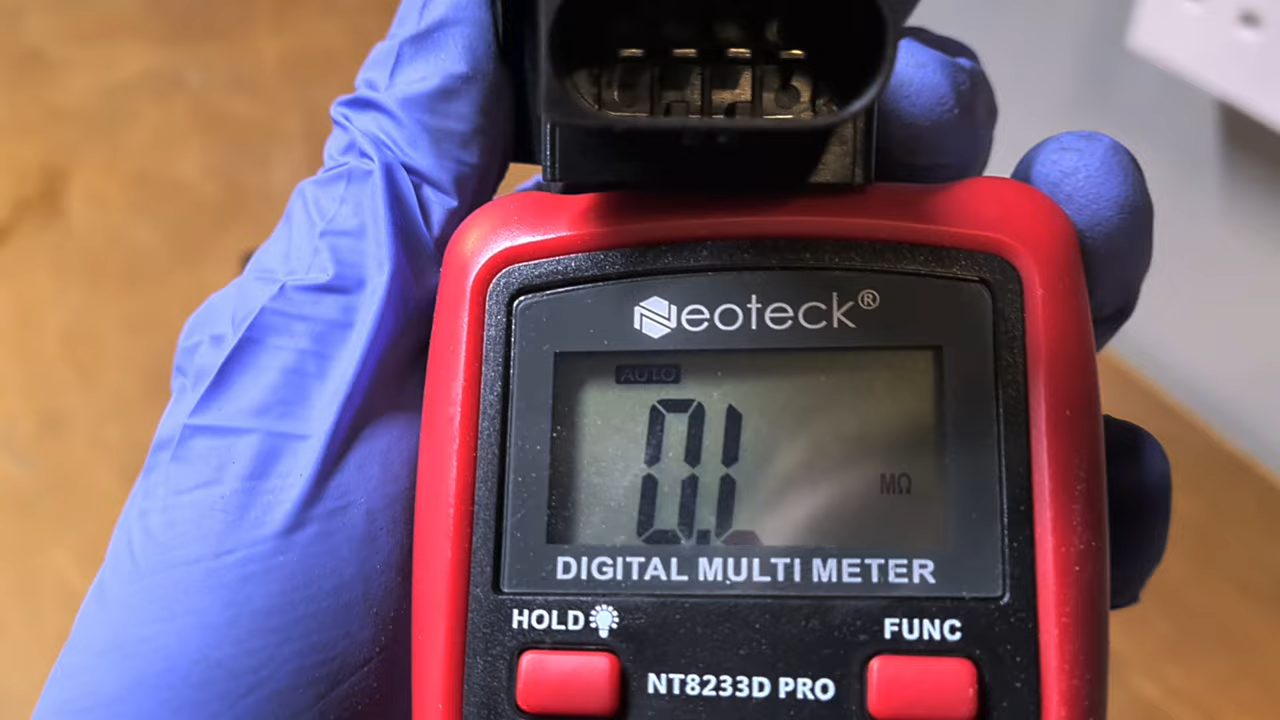 Neoteck®
AUTO
0.L
MΩ
DIGITAL MULTI METER
HOLD
FUNC
NT8233D PRO